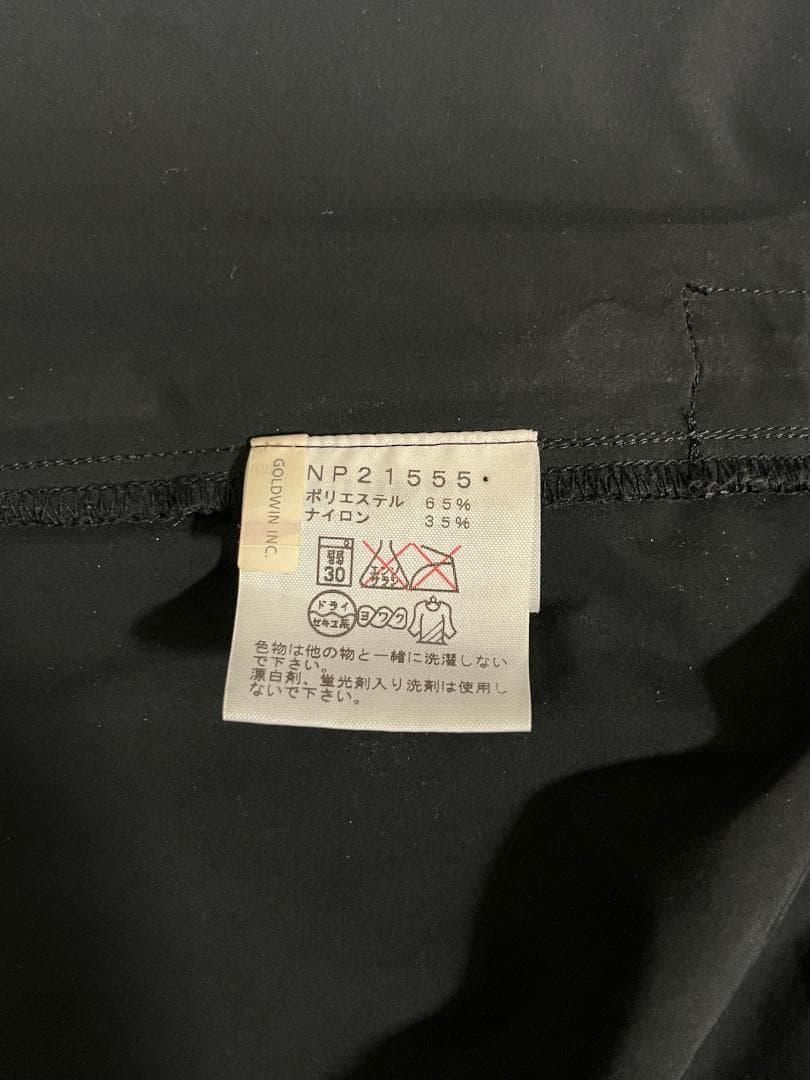 GOLDWIN INC.
NP21555
ポリエステル 65%
ナイロン 35%
弱
30
エンソ
サラシ
ドライ
セキユ系
ヨワク
色物は他の物と一緒に洗濯しない
で下さい。
漂白剤、蛍光剤入り洗剤は使用し
ないで下さい。